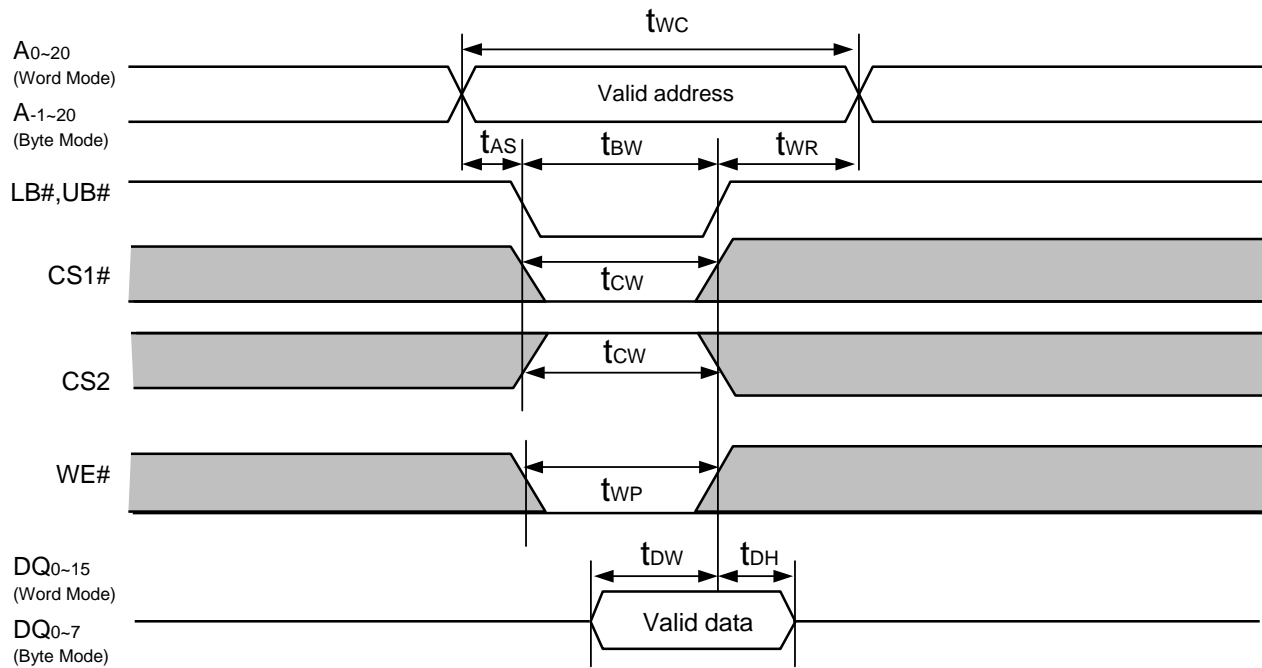 tWC
A0~20
(Word Mode)
Valid address
A-1~20
(Byte Mode)
tAS
tBW
tWR
LB#,UB#
CS1#
tCW
CS2
tCW
WE#
tWP
DQ0~15
(Word Mode)
tDW
tDH
DQ0~7
(Byte Mode)
Valid data